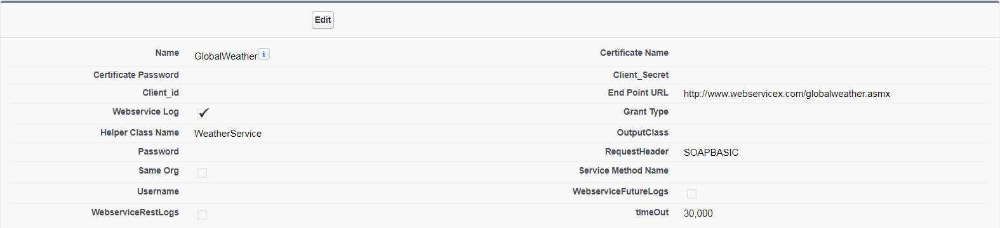 Edit
Name GlobalWeather i Certificate Name
Certificate Password Client_Secret
Client_id End Point URL http://www.webservicex.com/globalweather.asmx
Webservice Log Grant Type
Helper Class Name WeatherService OutputClass
Password RequestHeader SOAPBASIC
Same Org Service Method Name
Username WebserviceFutureLogs
WebserviceRestLogs timeOut 30,000